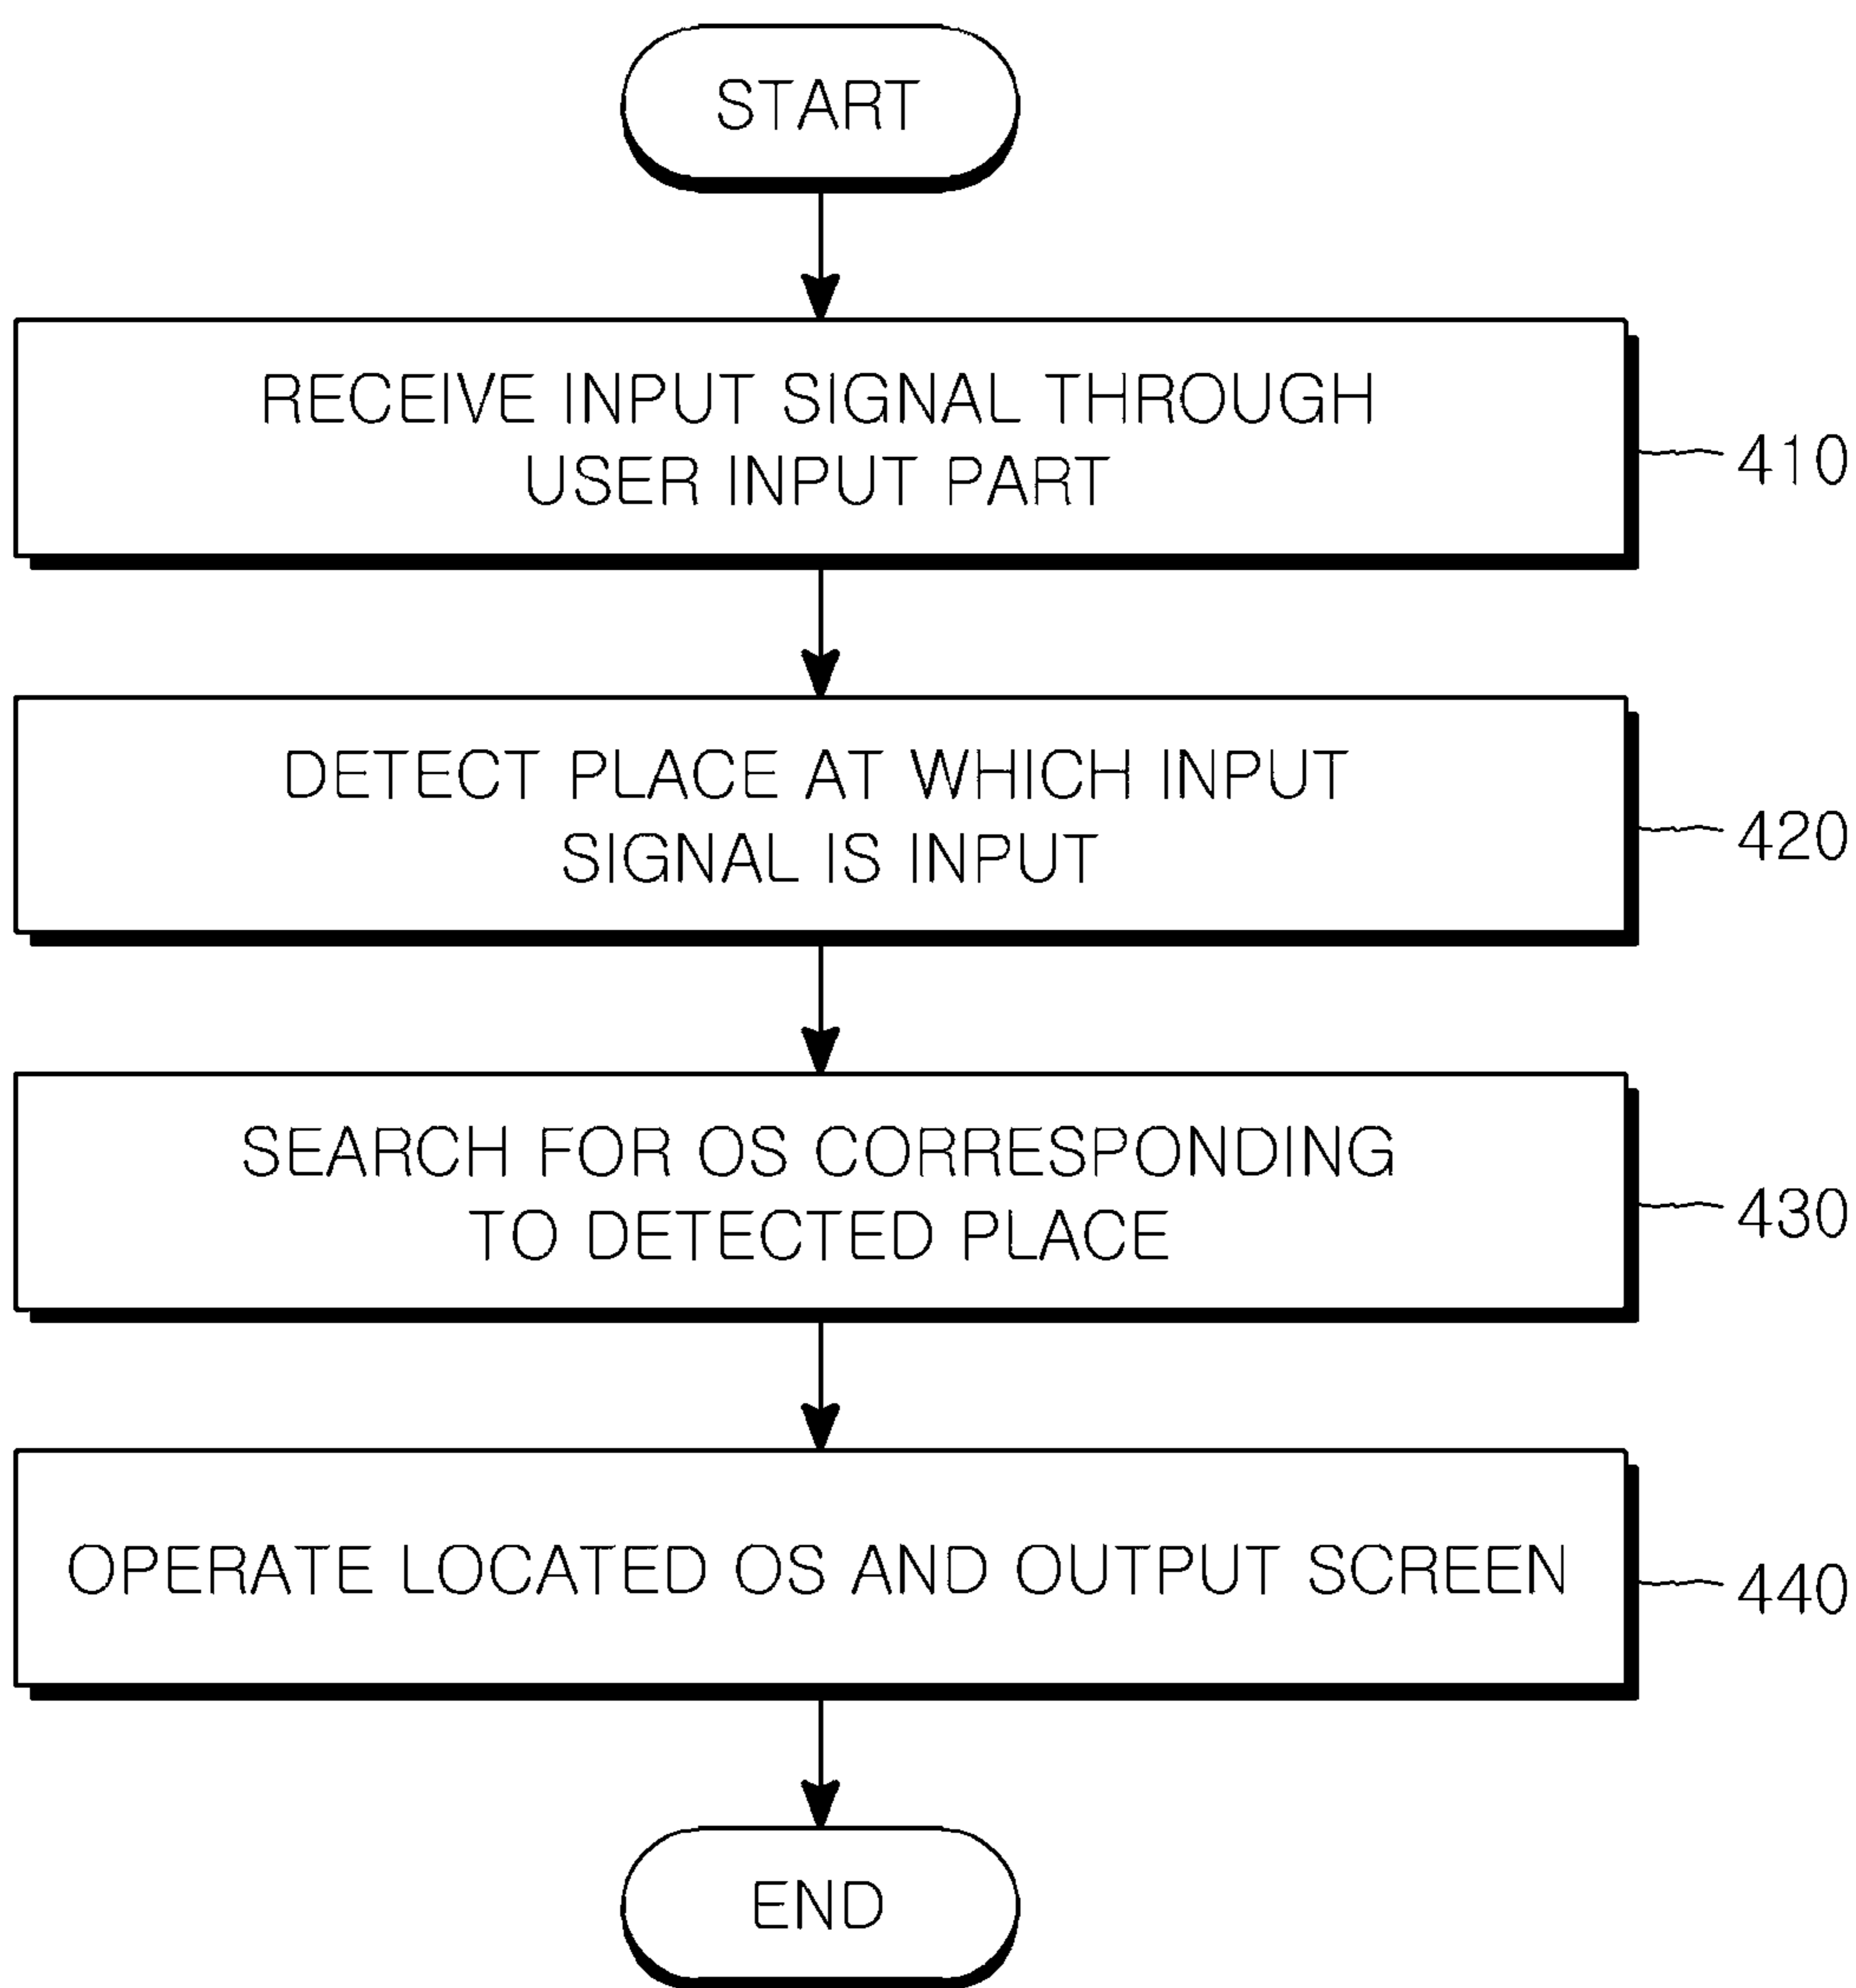 START
RECEIVE INPUT SIGNAL THROUGH
USER INPUT PART
410
DETECT PLACE AT WHICH INPUT
SIGNAL IS INPUT
420
SEARCH FOR OS CORRESPONDING
TO DETECTED PLACE
430
OPERATE LOCATED OS AND OUTPUT SCREEN
440
END